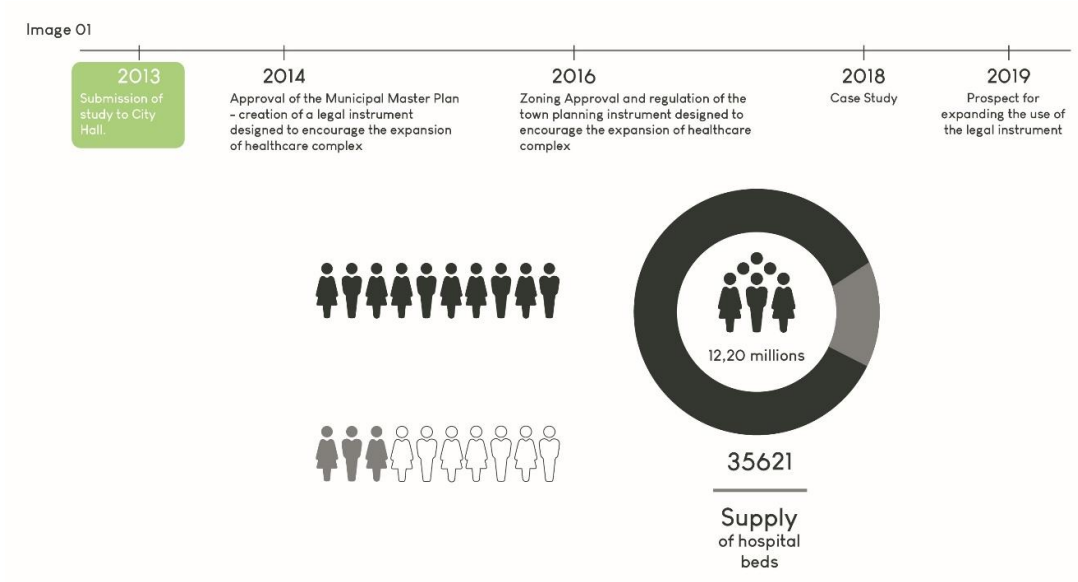 Image 01
2013
Submission of
study to City
Hall.
2014
Approval of the Municipal Master Plan
- creation of a legal instrument
designed to encourage the expansion
of healthcare complex
2016
Zoning Approval and regulation of the
town planning instrument designed to
encourage the expansion of healthcare
complex
2018
Case Study
2019
Prospect for
expanding the use of
the legal instrument
12,20 millions
35621
Supply
of hospital
beds